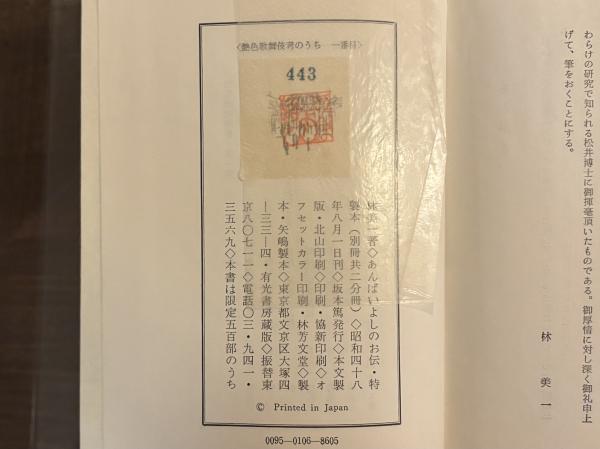 わらけの研究で知られる松井博士に御揮毫頂いたものである。御厚情に対し深く御礼申上
げて、筆をおくことにする。
林 美一
〈艶色歌舞伎考のうち 一番目〉
443
林美一著◇あんばいよしのお伝・特
製本(別冊共二分冊)◇昭和四十八
年八月一日刊◇坂本篤発行◇本文製
版・北山印刷◇印刷・協新印刷◇オ
フセットカラー印刷・林芳文堂◇製
本・矢嶋製本◇東京都文京区大塚四
―三三―四・有光書房蔵版◇振替東
京八〇七一一◇電話〇三・九四一・
三五六九◇本書は限定五百部のうち
© Printed in Japan
0095―0106―8605